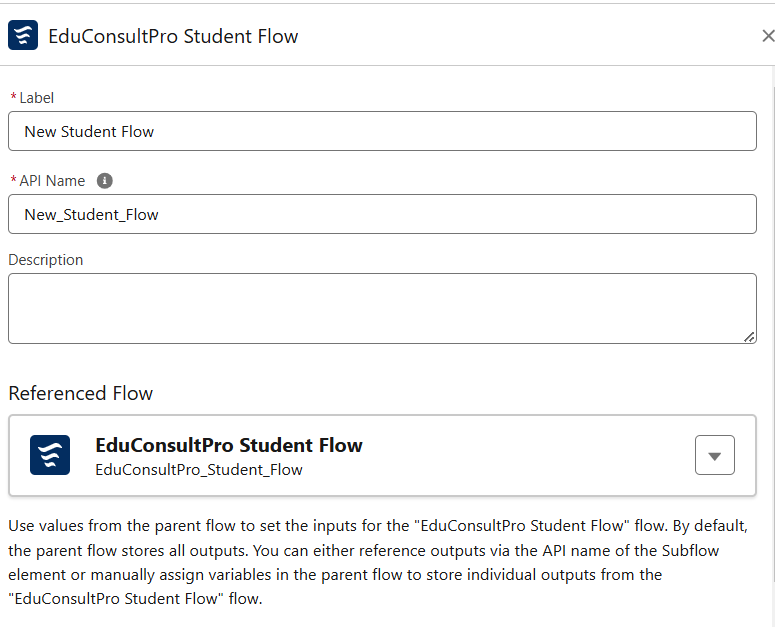 EduConsultPro Student Flow
*Label
New Student Flow
*API Name
New_Student_Flow
Description
Referenced Flow
EduConsultPro Student Flow
EduConsultPro_Student_Flow
Use values from the parent flow to set the inputs for the "EduConsultPro Student Flow" flow. By default,
the parent flow stores all outputs. You can either reference outputs via the API name of the Subflow
element or manually assign variables in the parent flow to store individual outputs from the
"EduConsultPro Student Flow" flow.